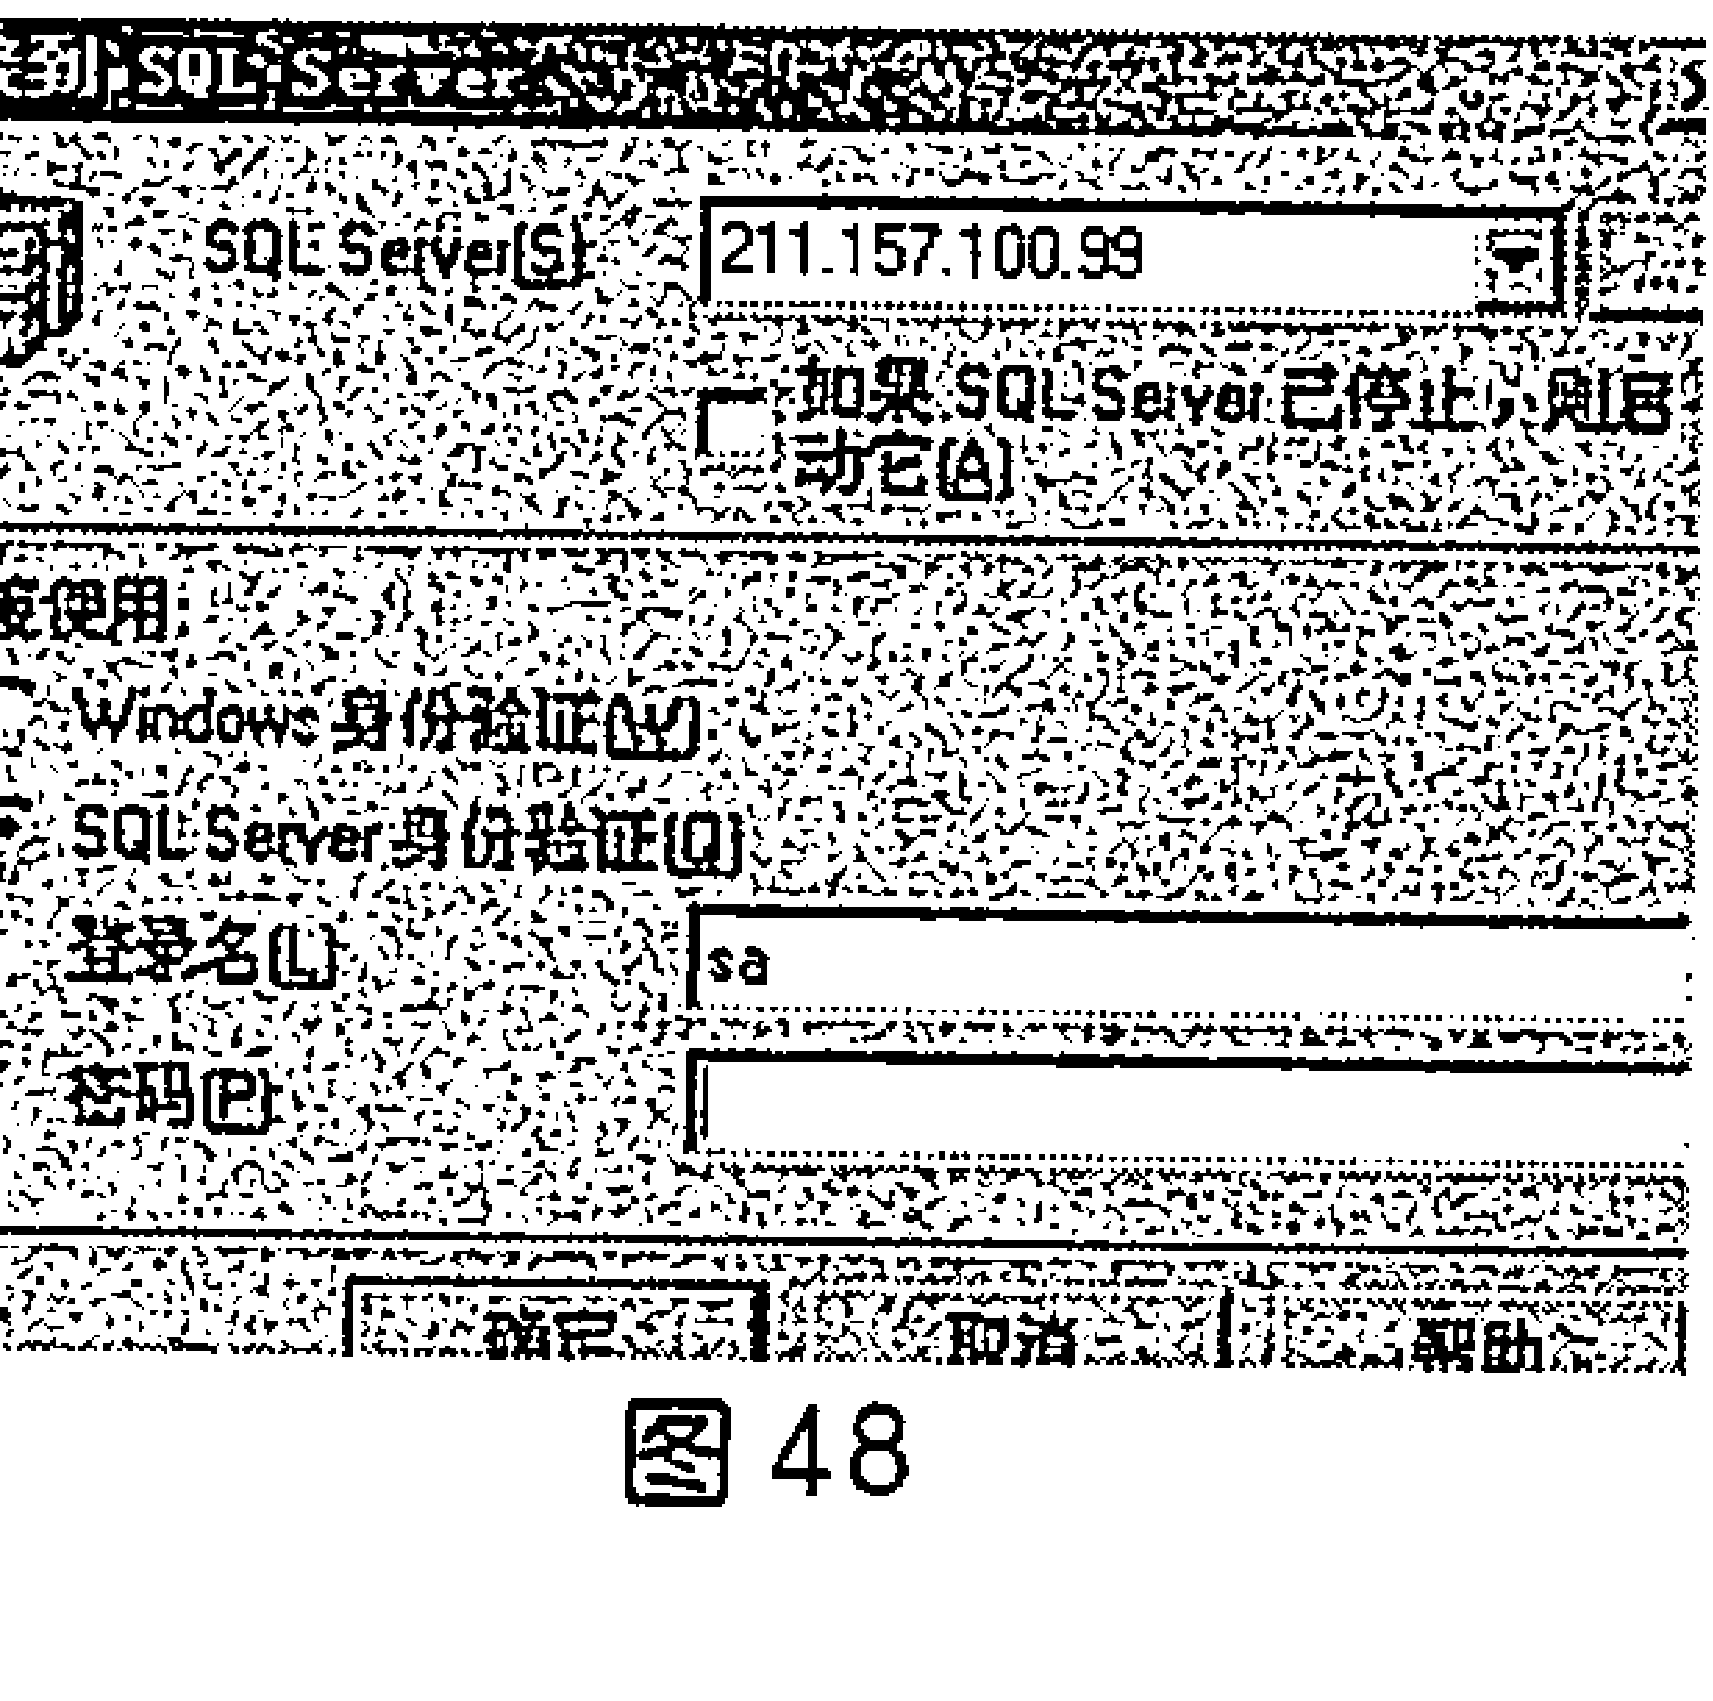 到 SQL Server
SQL Server(S)
211.157.100.99
如果 SQL Server 已停止，则启
动它(A)
使用
Windows 身份验证(W)
SQL Server 身份验证(Q)
登录名(L)
sa
密码(P)
确定 取消 帮助
图 48